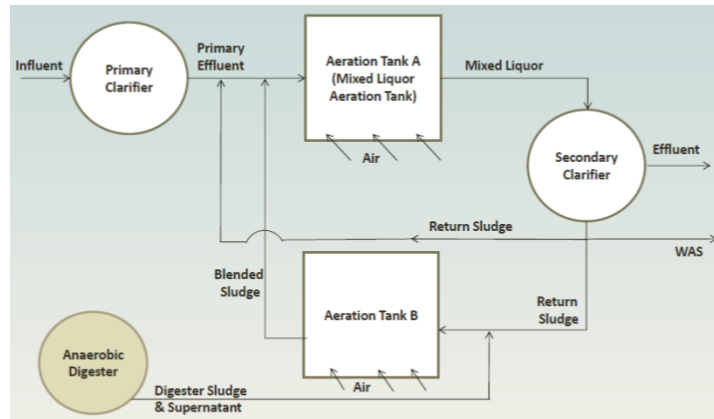 Influent
Primary
Clarifier
Primary
Effluent
Aeration Tank A
(Mixed Liquor
Aeration Tank)
Air
Mixed Liquor
Secondary
Clarifier
Effluent
Return Sludge
WAS
Blended
Sludge
Aeration Tank B
Return
Sludge
Air
Anaerobic
Digester
Digester Sludge
& Supernatant